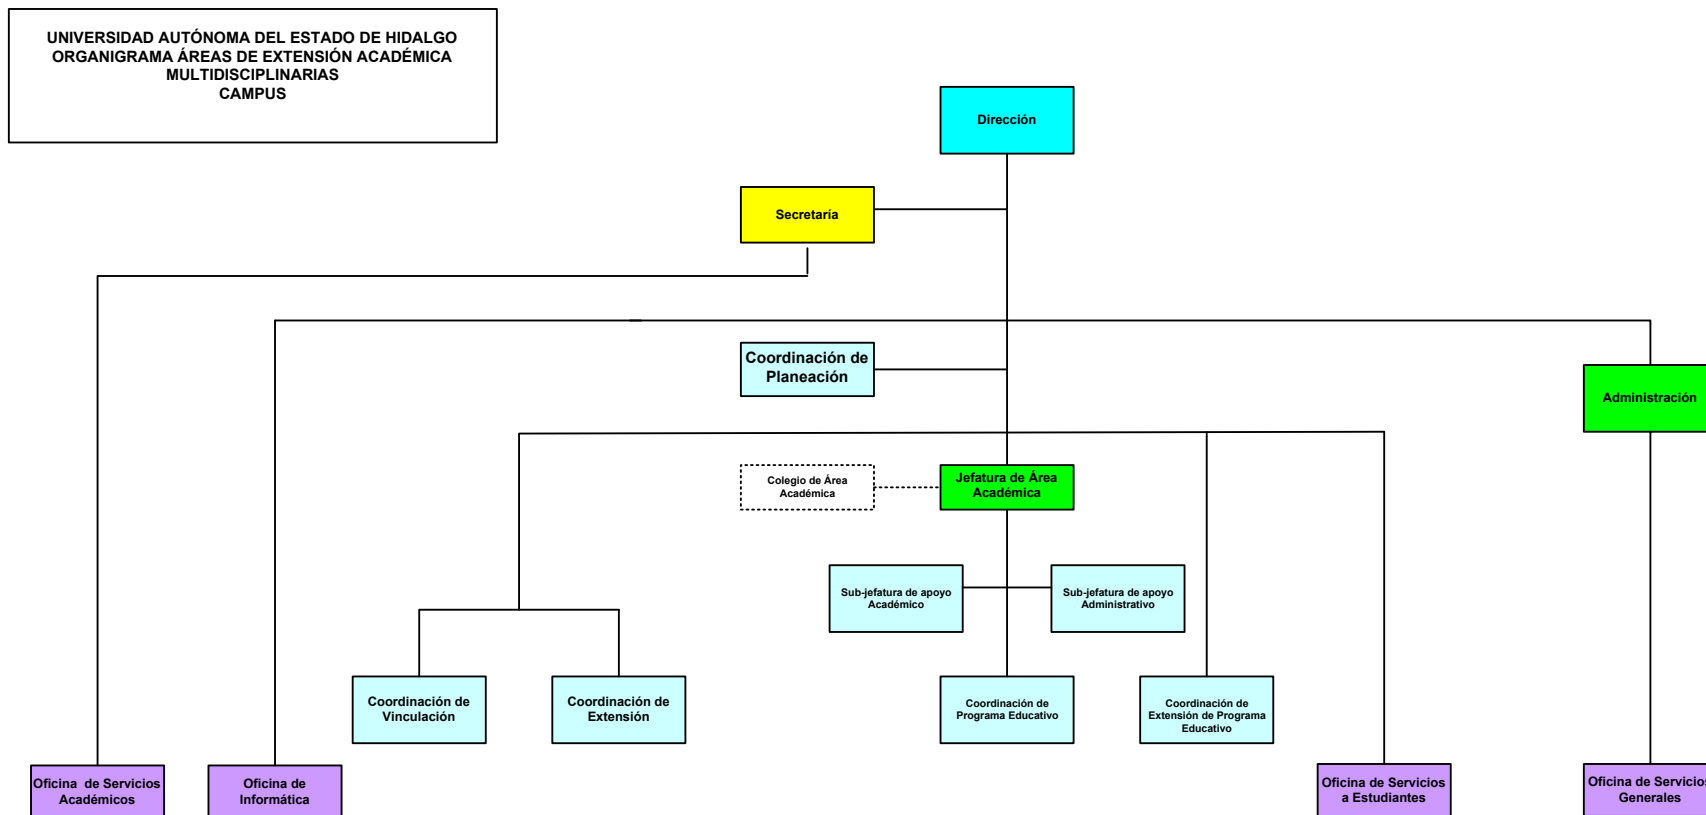 UNIVERSIDAD AUTÓNOMA DEL ESTADO DE HIDALGO
ORGANIGRAMA ÁREAS DE EXTENSIÓN ACADÉMICA
MULTIDISCIPLINARIAS
CAMPUS
Dirección
Secretaría
Coordinación de
Planeación
Administración
Colegio de Área
Académica
Jefatura de Área
Académica
Sub-jefatura de apoyo
Académico
Sub-jefatura de apoyo
Administrativo
Coordinación de
Vinculación
Coordinación de
Extensión
Coordinación de
Programa Educativo
Coordinación de
Extensión de Programa
Educativo
Oficina de Servicios
Académicos
Oficina de
Informática
Oficina de Servicios
a Estudiantes
Oficina de Servicios
Generales